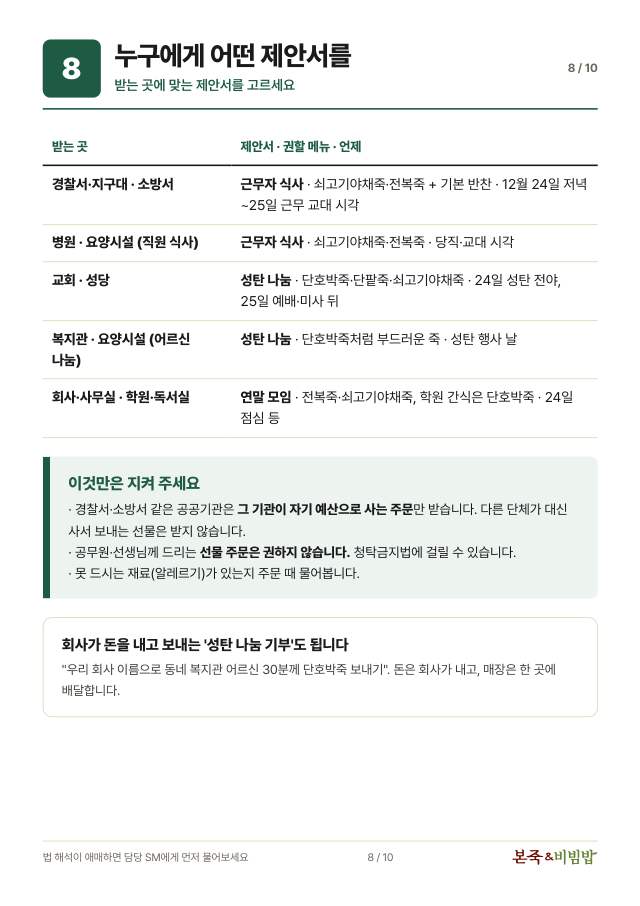 8
누구에게 어떤 제안서를
받는 곳에 맞는 제안서를 고르세요
8 / 10
받는 곳
제안서 · 권할 메뉴 · 언제
경찰서·지구대 · 소방서
근무자 식사 · 쇠고기야채죽·전복죽 + 기본 반찬 · 12월 24일 저녁
~25일 근무 교대 시각
병원 · 요양시설 (직원 식사)
근무자 식사 · 쇠고기야채죽·전복죽 · 당직·교대 시각
교회 · 성당
성탄 나눔 · 단호박죽·단팥죽·쇠고기야채죽 · 24일 성탄 전야,
25일 예배·미사 뒤
복지관 · 요양시설 (어르신
나눔)
성탄 나눔 · 단호박죽처럼 부드러운 죽 · 성탄 행사 날
회사·사무실 · 학원·독서실
연말 모임 · 전복죽·쇠고기야채죽, 학원 간식은 단호박죽 · 24일
점심 등
이것만은 지켜 주세요
· 경찰서·소방서 같은 공공기관은 그 기관이 자기 예산으로 사는 주문만 받습니다. 다른 단체가 대신
사서 보내는 선물은 받지 않습니다.
· 공무원·선생님께 드리는 선물 주문은 권하지 않습니다. 청탁금지법에 걸릴 수 있습니다.
· 못 드시는 재료(알레르기)가 있는지 주문 때 물어봅니다.
회사가 돈을 내고 보내는 '성탄 나눔 기부'도 됩니다
"우리 회사 이름으로 동네 복지관 어르신 30분께 단호박죽 보내기". 돈은 회사가 내고, 매장은 한 곳에
배달합니다.
법 해석이 애매하면 담당 SM에게 먼저 물어보세요
8 / 10
본죽&비빔밥